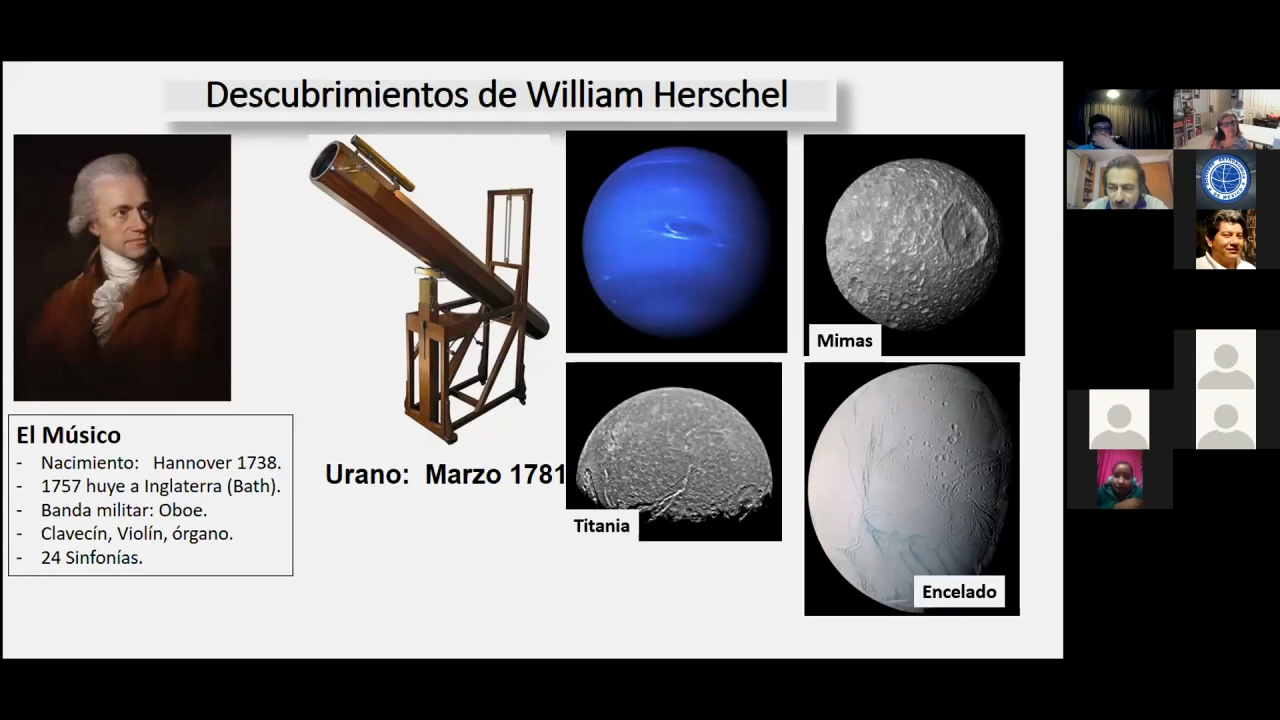 Descubrimientos de William Herschel
Mimas
El Músico
- Nacimiento: Hannover 1738.
- 1757 huye a Inglaterra (Bath).
- Banda militar: Oboe.
- Clavecín, Violín, órgano.
- 24 Sinfonías.
Urano: Marzo 1781
Titania
Encelado